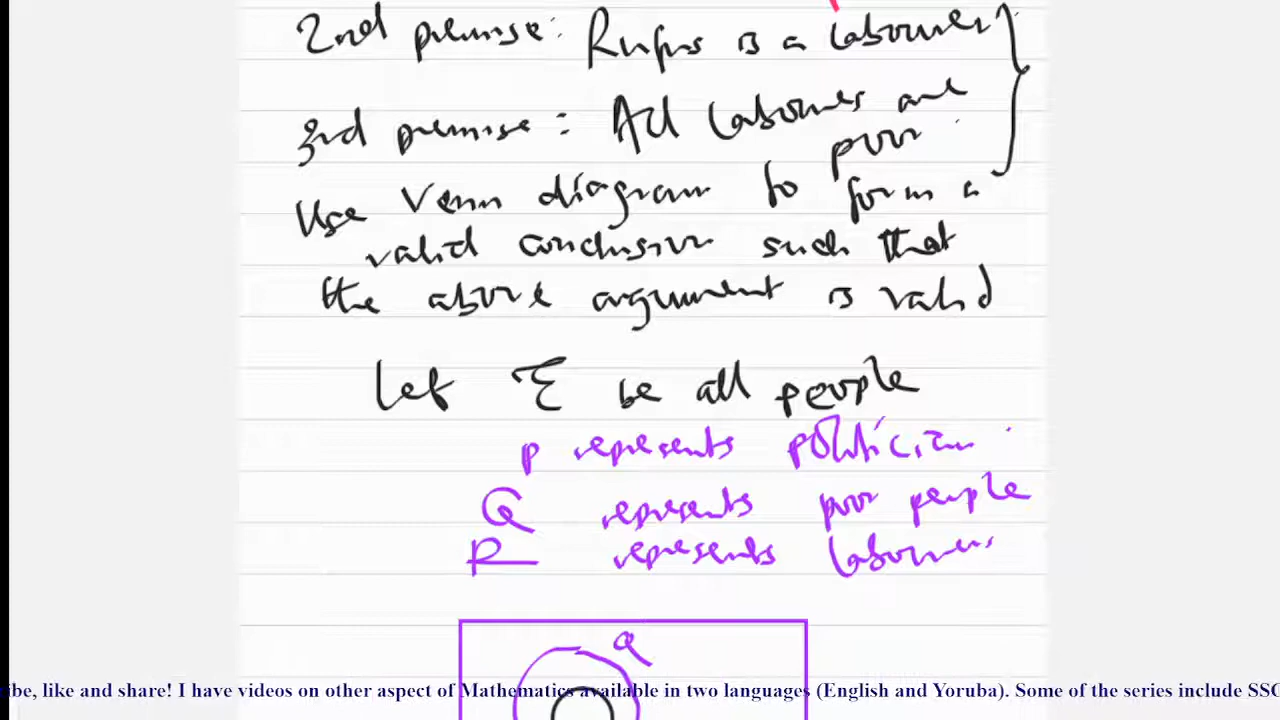 2nd premise: Rufus is a labourer
3rd premise: All labourers are
poor
Use Venn diagram to form a
valid conclusion such that
the above argument is valid
Let Ɛ be all people
P represents politician
Q represents poor people
R represents labourers
Q
ibe, like and share! I have videos on other aspect of Mathematics available in two languages (English and Yoruba). Some of the series include SSC